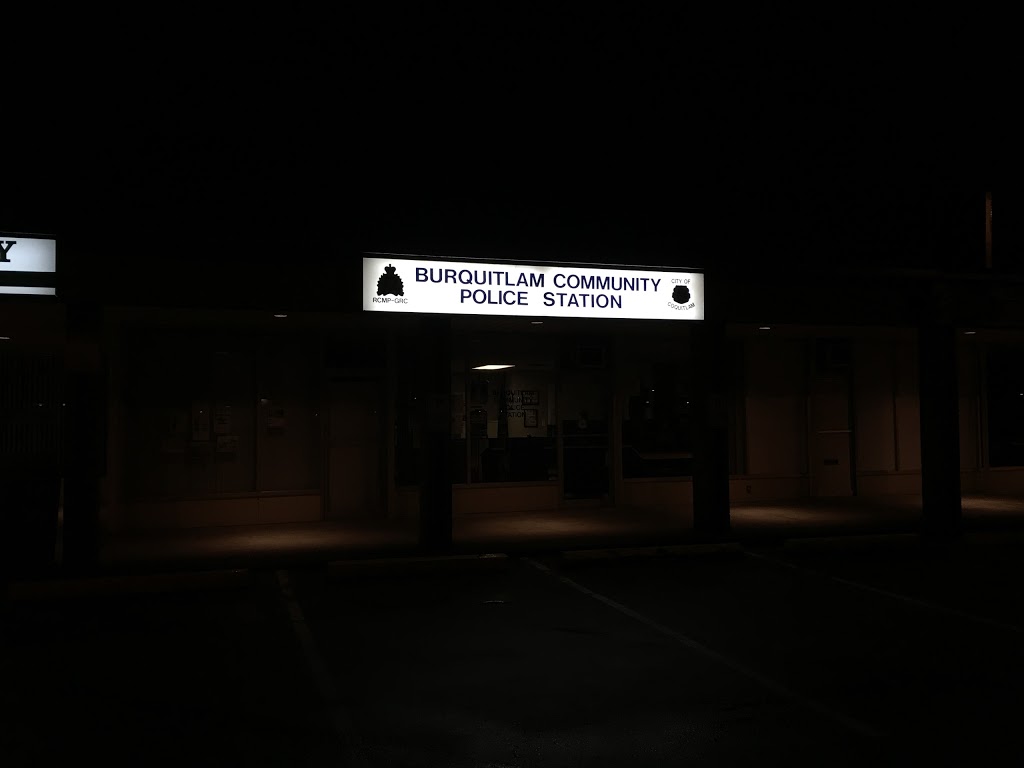 Y
BURQUITLAM COMMUNITY
POLICE STATION
RCMP-GRC
CITY OF
COQUITLAM